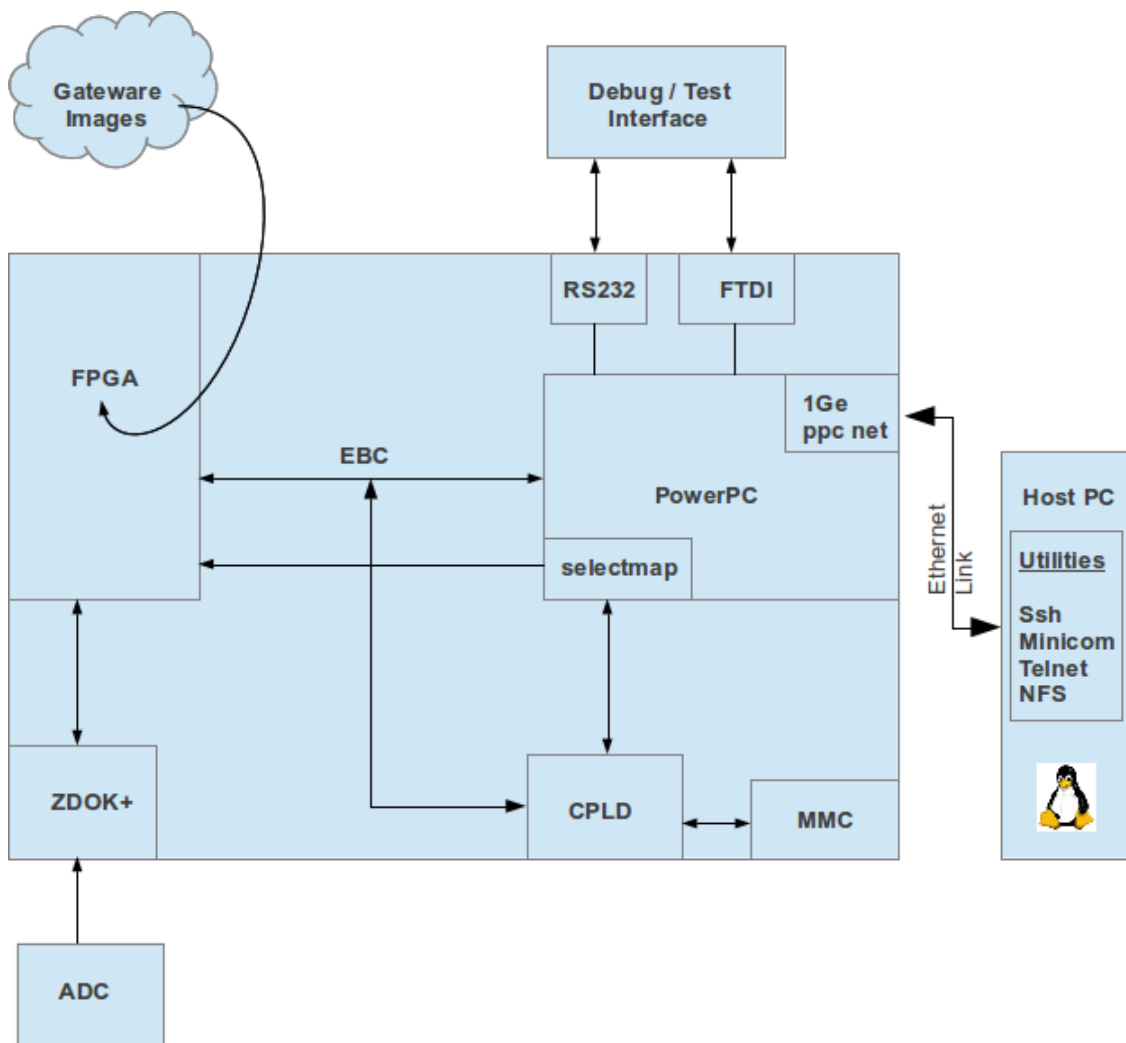 Gateware
Images
Debug / Test
Interface
RS232
FTDI
FPGA
1Ge
ppc net
EBC
PowerPC
selectmap
Ethernet
Link
Host PC
Utilities
Ssh
Minicom
Telnet
NFS
ZDOK+
CPLD
MMC
ADC